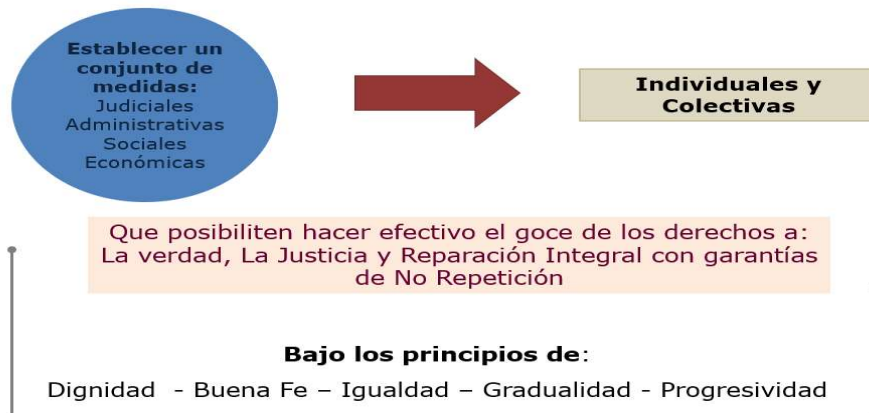 Establecer un
conjunto de
medidas:
Judiciales
Administrativas
Sociales
Económicas
Individuales y
Colectivas
Que posibiliten hacer efectivo el goce de los derechos a:
La verdad, La Justicia y Reparación Integral con garantías
de No Repetición
Bajo los principios de:
Dignidad  - Buena Fe – Igualdad – Gradualidad - Progresividad